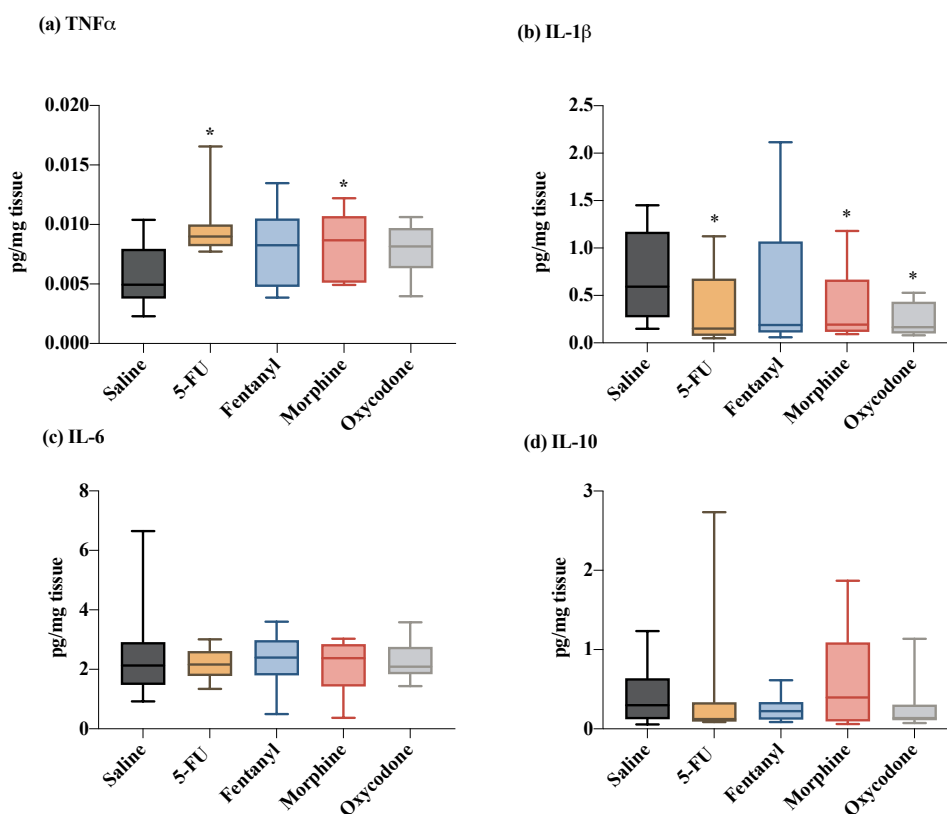 (a) TNFα
0.020
0.015
0.010
0.005
0.000
pg/mg tissue
*
*
Saline
5-FU
Fentanyl
Morphine
Oxycodone
(b) IL-1β
2.5
2.0
1.5
1.0
0.5
0.0
pg/mg tissue
*
*
*
Saline
5-FU
Fentanyl
Morphine
Oxycodone
(c) IL-6
8
6
4
2
0
pg/mg tissue
Saline
5-FU
Fentanyl
Morphine
Oxycodone
(d) IL-10
3
2
1
0
pg/mg tissue
Saline
5-FU
Fentanyl
Morphine
Oxycodone